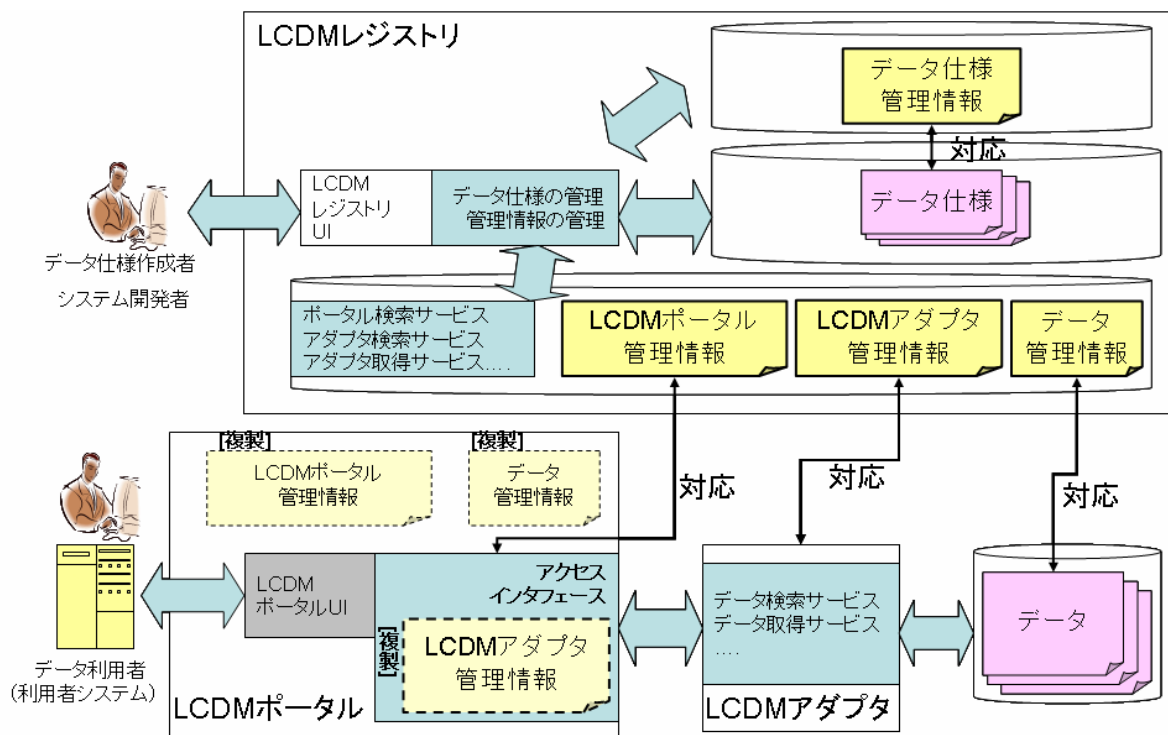 LCDMレジストリ
データ仕様
管理情報
対応
データ仕様
LCDM
レジストリ
UI
データ仕様の管理
管理情報の管理
データ仕様作成者
システム開発者
ポータル検索サービス
アダプタ検索サービス
アダプタ取得サービス....
LCDMポータル
管理情報
LCDMアダプタ
管理情報
データ
管理情報
[複製]
LCDMポータル
管理情報
[複製]
データ
管理情報
対応
対応
対応
LCDM
ポータルUI
アクセス
インタフェース
[複製]
LCDMアダプタ
管理情報
データ検索サービス
データ取得サービス
....
データ
データ利用者
(利用者システム)
LCDMポータル
LCDMアダプタ